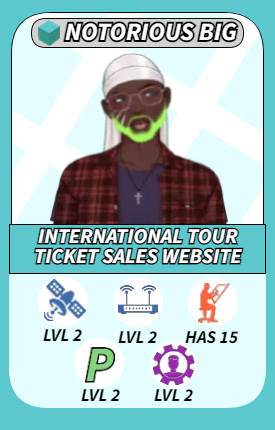 NOTORIOUS BIG
INTERNATIONAL TOUR
TICKET SALES WEBSITE
LVL 2
LVL 2
HAS 15
P
LVL 2
LVL 2